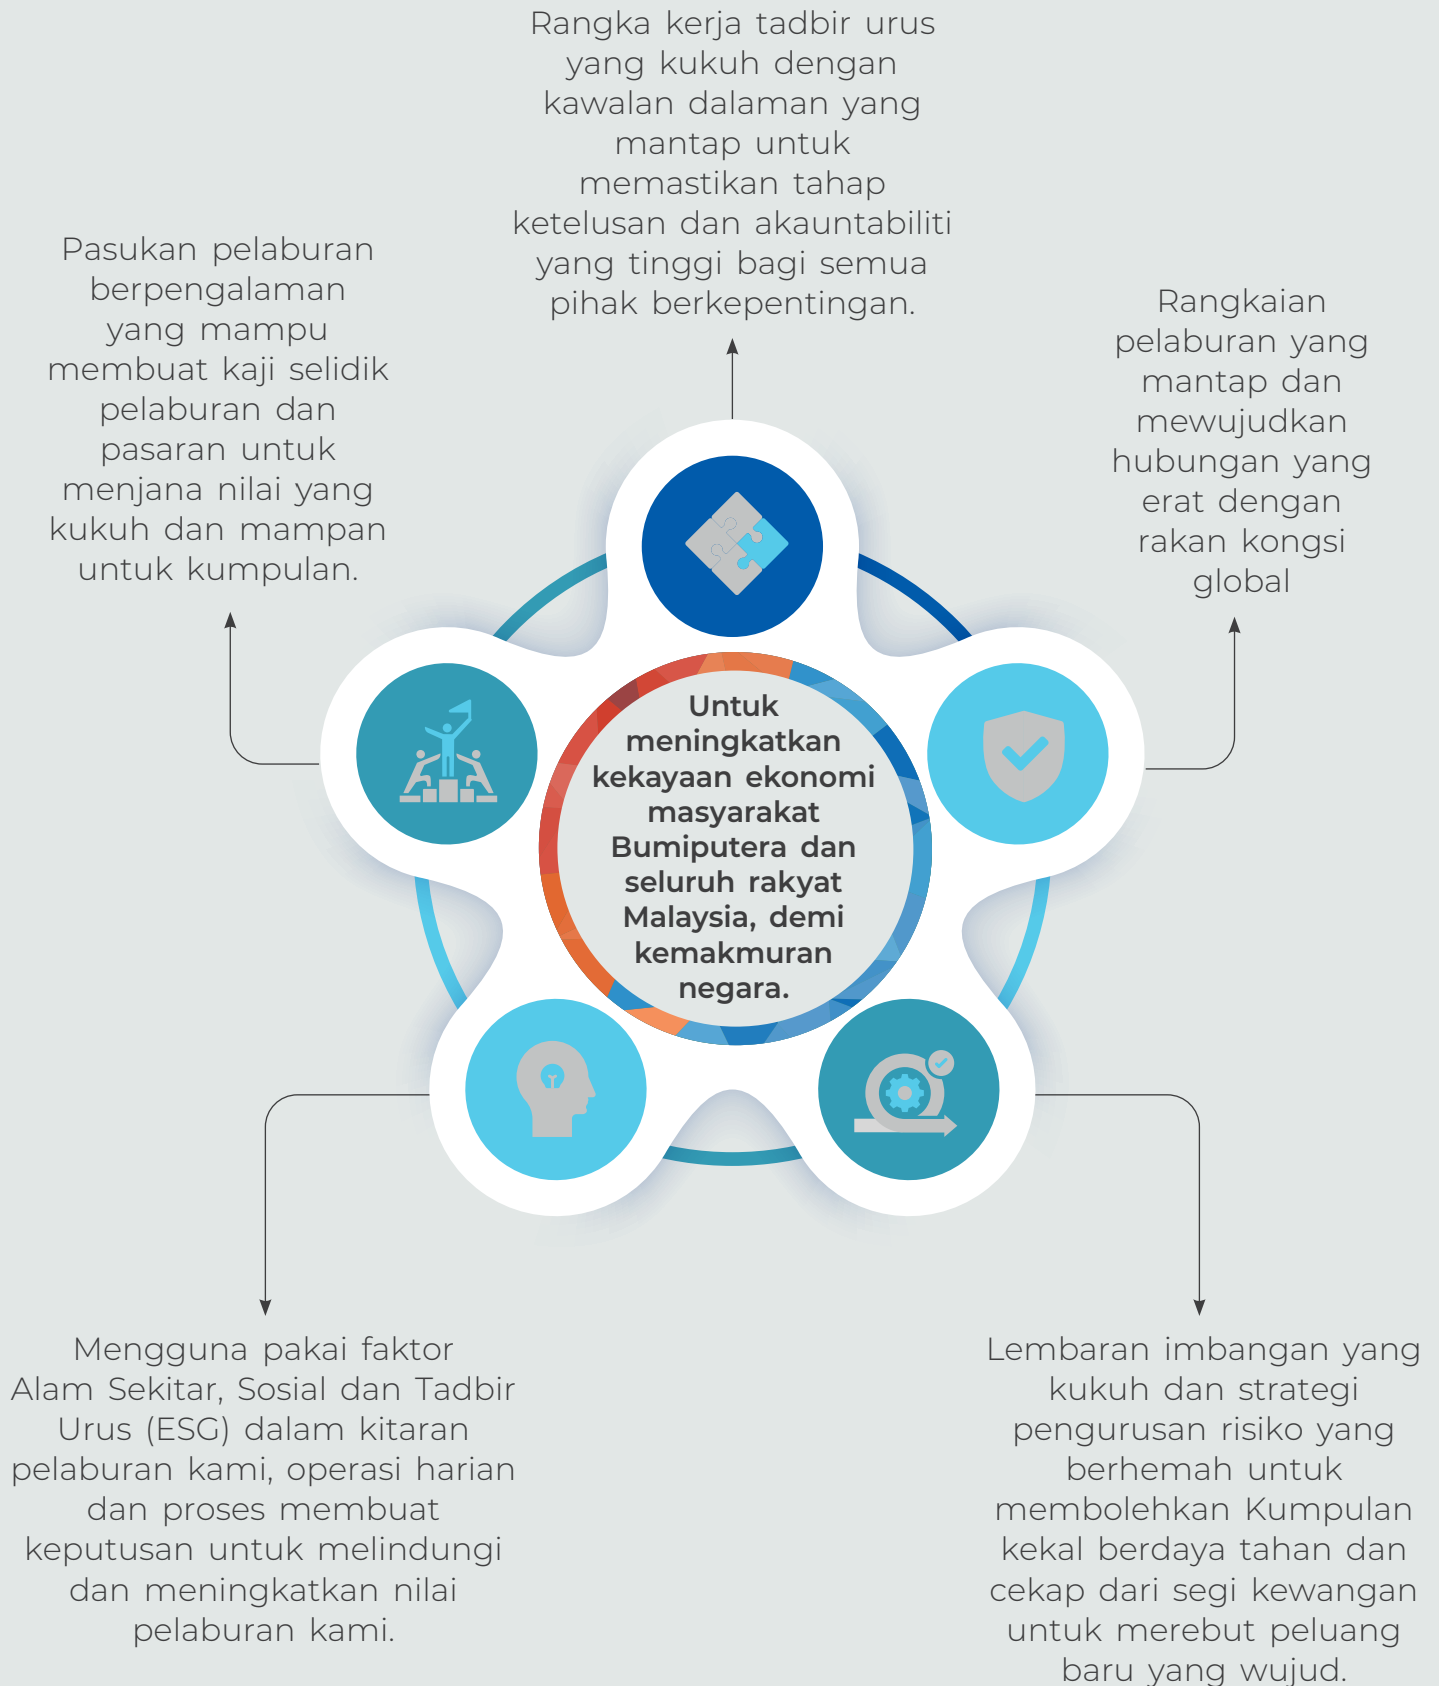 Rangka kerja tadbir urus
yang kukuh dengan
kawalan dalaman yang
mantap untuk
memastikan tahap
ketelusan dan akauntabiliti
yang tinggi bagi semua
pihak berkepentingan.
Pasukan pelaburan
berpengalaman
yang mampu
membuat kaji selidik
pelaburan dan
pasaran untuk
menjana nilai yang
kukuh dan mampan
untuk kumpulan.
Rangkaian
pelaburan yang
mantap dan
mewujudkan
hubungan yang
erat dengan
rakan kongsi
global
Untuk
meningkatkan
kekayaan ekonomi
masyarakat
Bumiputera dan
seluruh rakyat
Malaysia, demi
kemakmuran
negara.
Mengguna pakai faktor
Alam Sekitar, Sosial dan Tadbir
Urus (ESG) dalam kitaran
pelaburan kami, operasi harian
dan proses membuat
keputusan untuk melindungi
dan meningkatkan nilai
pelaburan kami.
Lembaran imbangan yang
kukuh dan strategi
pengurusan risiko yang
berhemah untuk
membolehkan Kumpulan
kekal berdaya tahan dan
cekap dari segi kewangan
untuk merebut peluang
baru yang wujud.